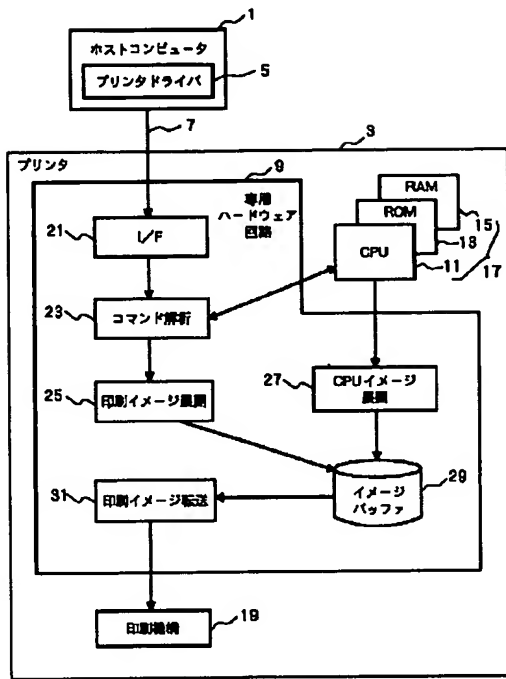 1
ホストコンピュータ
プリンタドライバ
5
7
3
プリンタ
9
専用
ハードウェア
回路
RAM
ROM
CPU
15
13
11
17
21
I/F
23
コマンド解析
25
印刷イメージ展開
27
CPUイメージ
展開
31
印刷イメージ転送
イメージ
バッファ
29
印刷機構
19